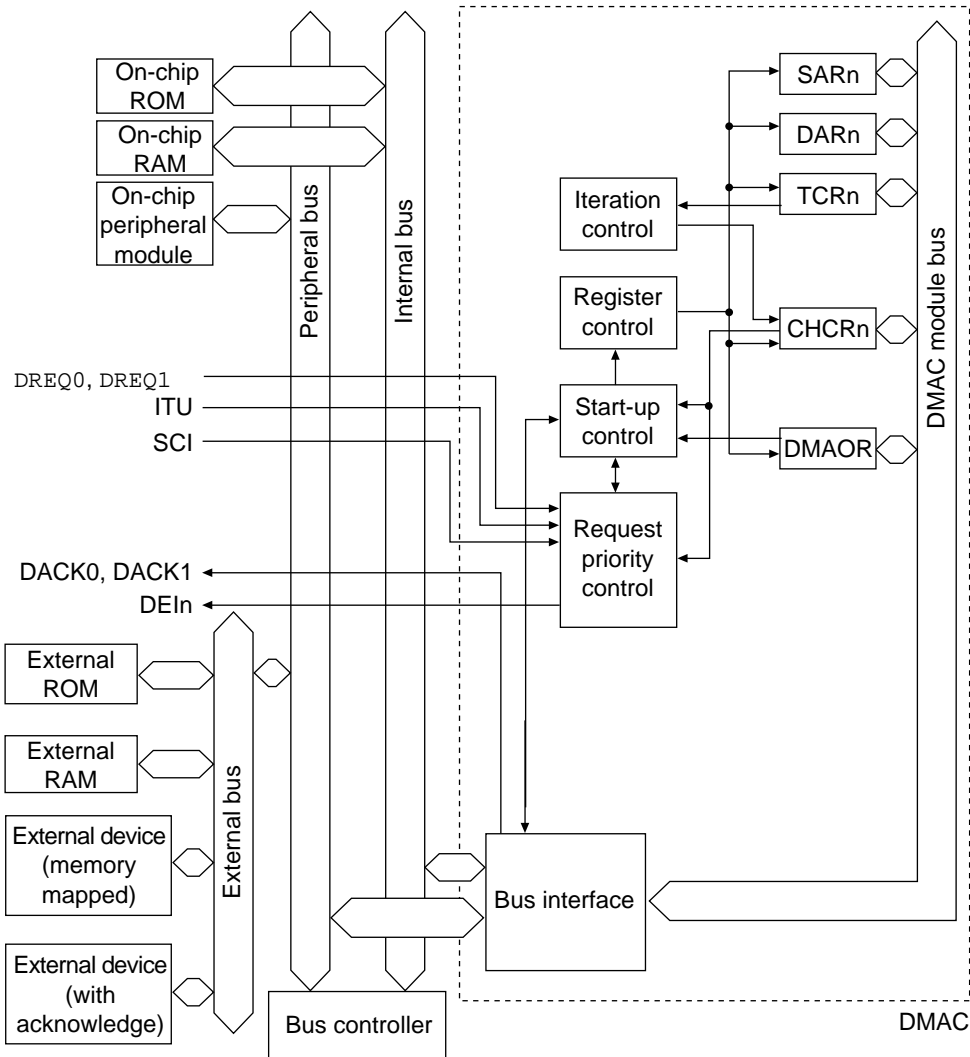 On-chip
ROM
On-chip
RAM
On-chip
peripheral
module
Peripheral bus
Internal bus
SARn
DARn
TCRn
Iteration
control
Register
control
CHCRn
DMAC module bus
DREQ0, DREQ1
ITU
SCI
Start-up
control
DMAOR
Request
priority
control
DACK0, DACK1
DEIn
External
ROM
External
RAM
External bus
External device
(memory
mapped)
External device
(with
acknowledge)
Bus interface
Bus controller
DMAC